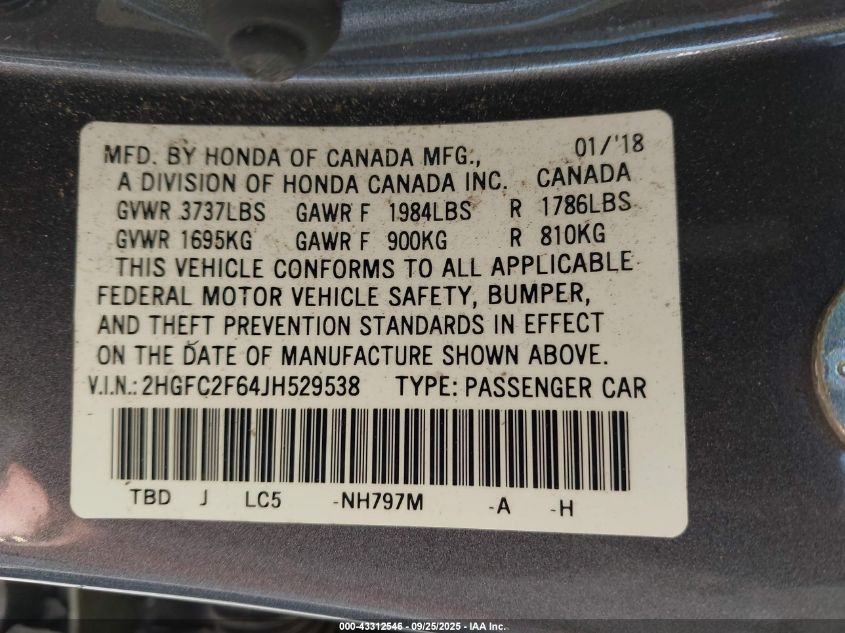 MFD. BY HONDA OF CANADA MFG., 01/'18
A DIVISION OF HONDA CANADA INC. CANADA
GVWR 3737LBS GAWR F 1984LBS R 1786LBS
GVWR 1695KG GAWR F 900KG R 810KG
THIS VEHICLE CONFORMS TO ALL APPLICABLE
FEDERAL MOTOR VEHICLE SAFETY, BUMPER,
AND THEFT PREVENTION STANDARDS IN EFFECT
ON THE DATE OF MANUFACTURE SHOWN ABOVE.
V.I.N.: 2HGFC2F64JH529538 TYPE: PASSENGER CAR
TBD J LC5 -NH797M -A -H
000-43312546 - 09/25/2025 - IAA Inc.